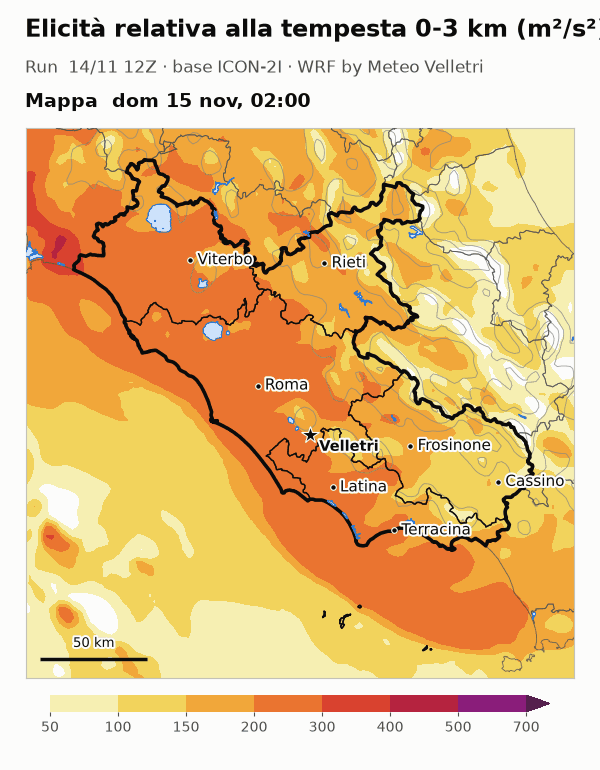 Elicità relativa alla tempesta 0-3 km (m²/s²)
Run 14/11 12Z · base ICON-2I · WRF by Meteo Velletri
Mappa dom 15 nov, 02:00
Viterbo
Rieti
Roma
Velletri
Frosinone
Cassino
Latina
Terracina
50 km
50 100 150 200 300 400 500 700